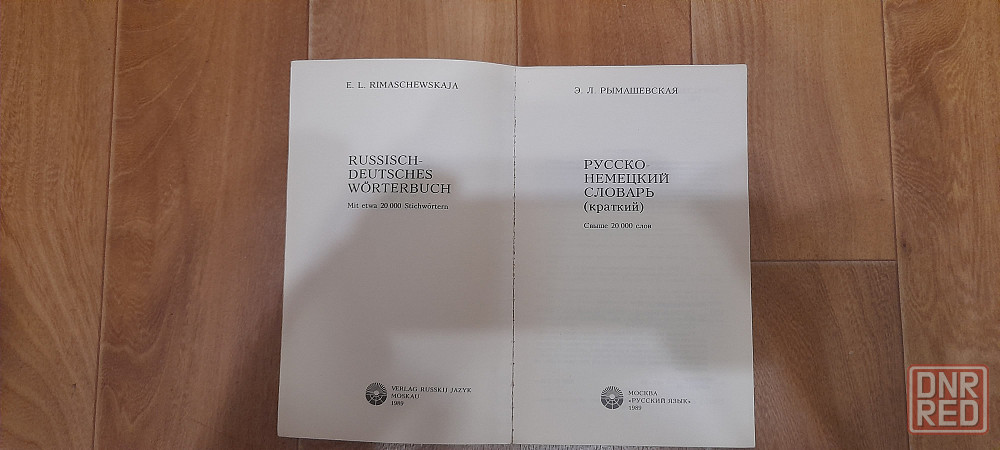 E. L. RIMASCHEWSKAJA
RUSSISCH-
DEUTSCHES
WÖRTERBUCH
Mit etwa 20 000 Stichwörtern
VERLAG RUSSKIJ JAZYK
MOSKAU
1989
Э. Л. РЫМАШЕВСКАЯ
РУССКО-
НЕМЕЦКИЙ
СЛОВАРЬ
(краткий)
Свыше 20 000 слов
МОСКВА
«РУССКИЙ ЯЗЫК»
1989
DNR
RED